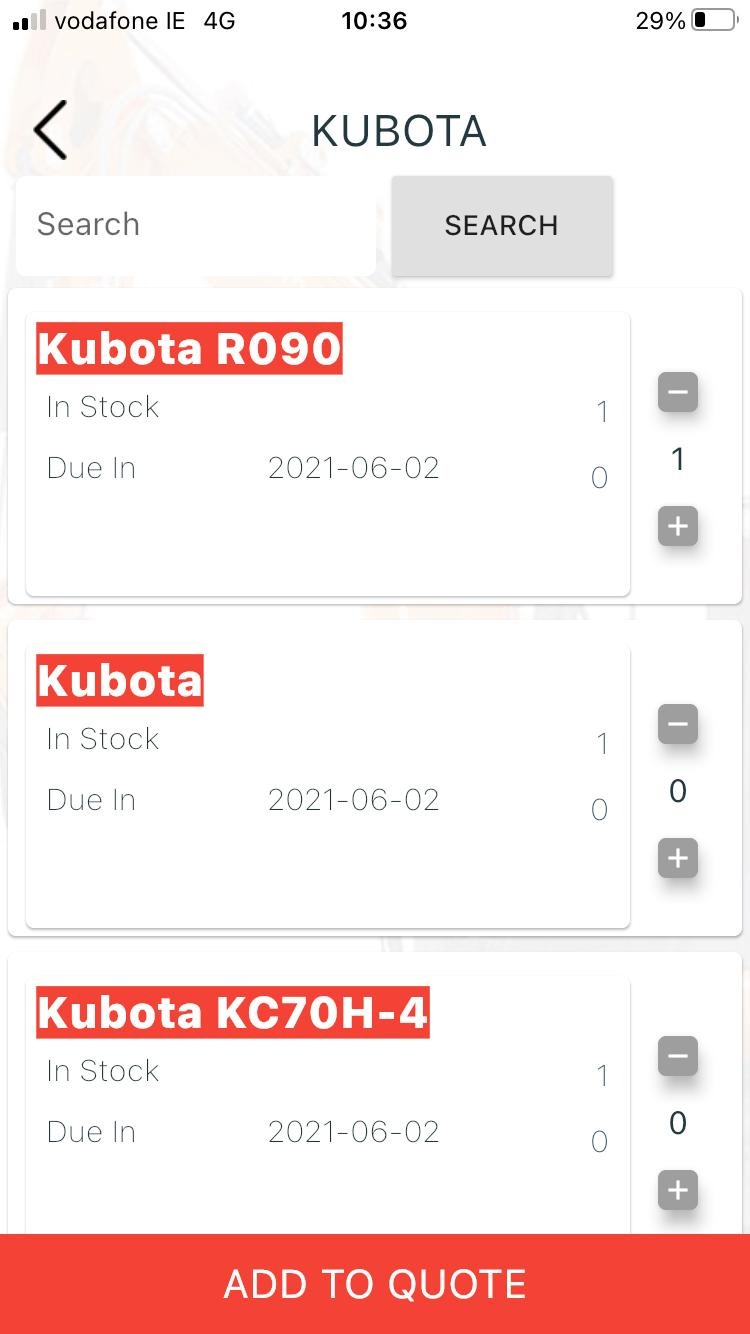 vodafone IE 4G 10:36 29%
KUBOTA
Search SEARCH
Kubota R090
In Stock 1
Due In 2021-06-02 0
1
Kubota
In Stock 1
Due In 2021-06-02 0
0
Kubota KC70H-4
In Stock 1
Due In 2021-06-02 0
0
ADD TO QUOTE